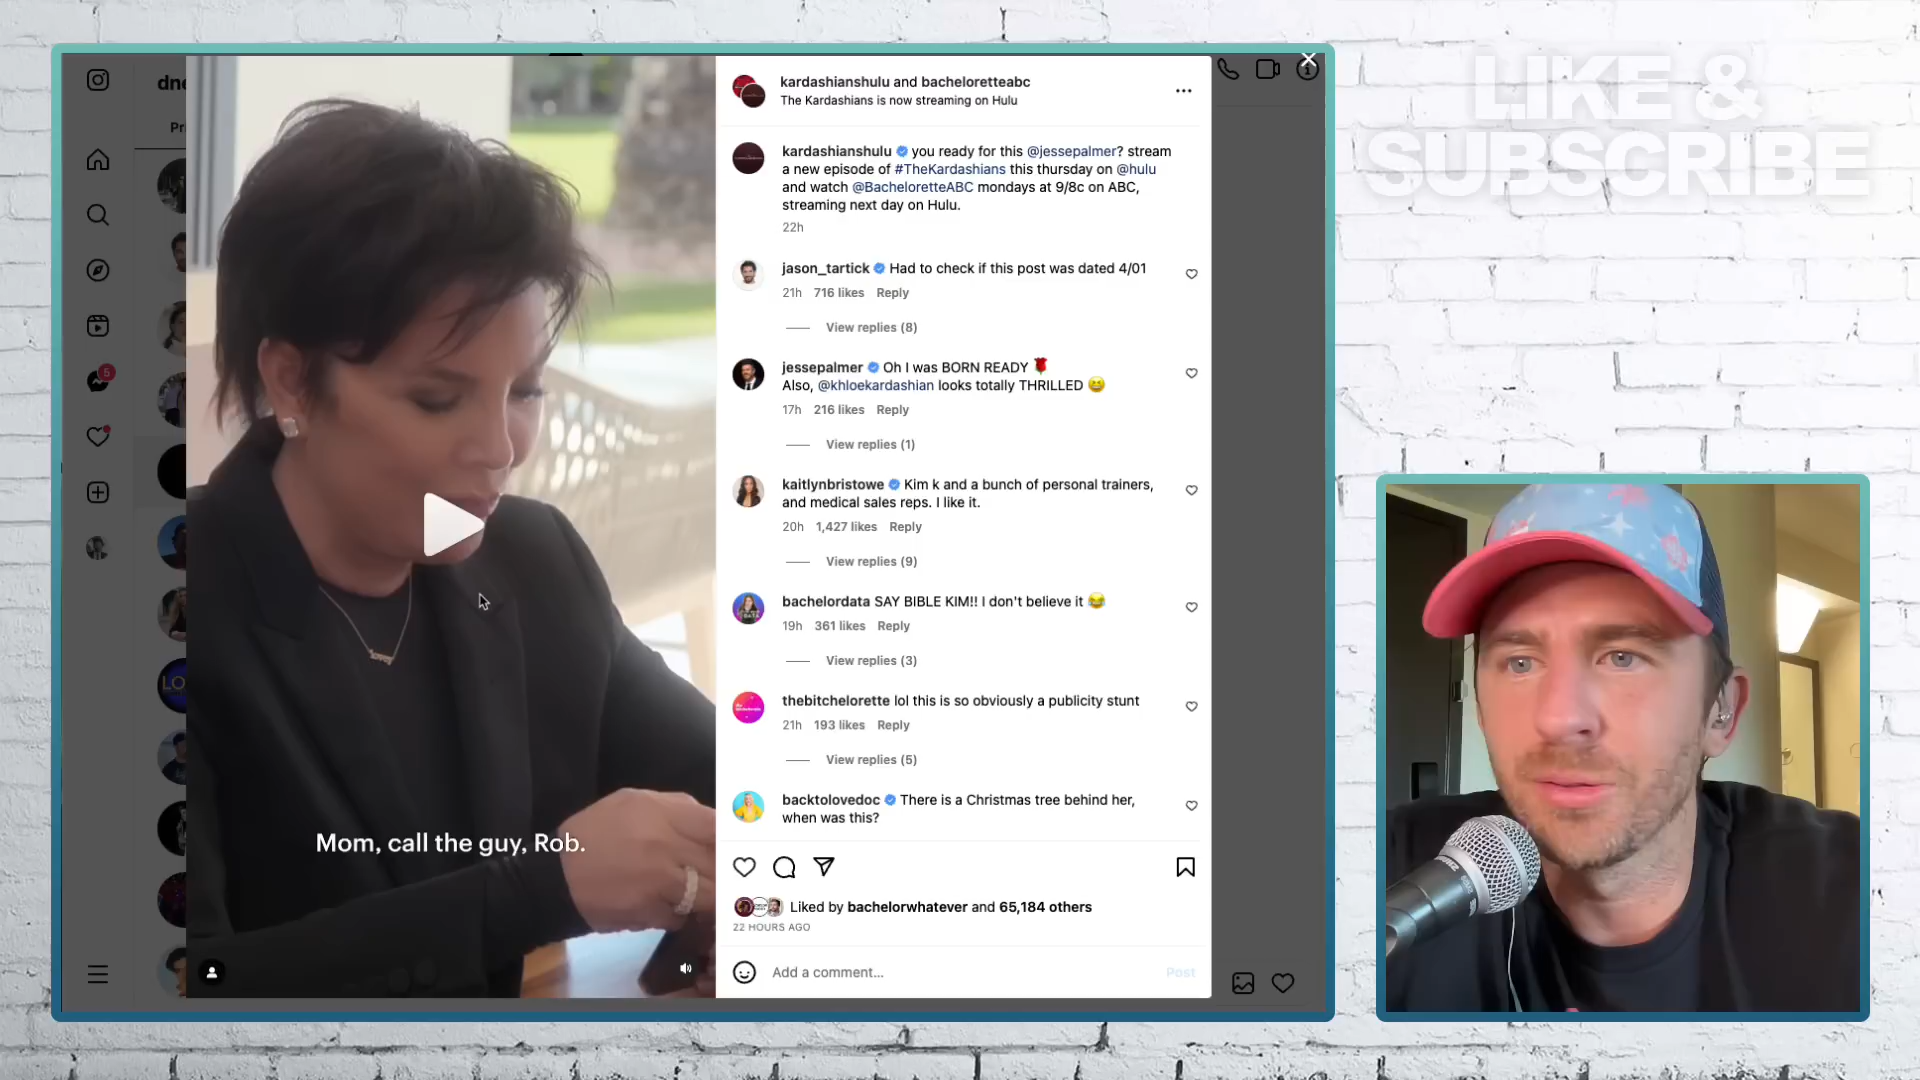 LIKE &
SUBSCRIBE
dne
Pri
5
LO
kardashianshulu and bacheloretteabc
The Kardashians is now streaming on Hulu
kardashianshulu you ready for this @jessepalmer? stream
a new episode of #TheKardashians this thursday on @hulu
and watch @BacheloretteABC mondays at 9/8c on ABC,
streaming next day on Hulu.
22h
jason_tartick Had to check if this post was dated 4/01
21h 716 likes Reply
View replies (8)
jessepalmer Oh I was BORN READY 🌹
Also, @khloekardashian looks totally THRILLED 😆
17h 216 likes Reply
View replies (1)
kaitlynbristowe Kim k and a bunch of personal trainers,
and medical sales reps. I like it.
20h 1,427 likes Reply
View replies (9)
bachelordata SAY BIBLE KIM!! I don't believe it 😂
19h 361 likes Reply
View replies (3)
thebitchelorette lol this is so obviously a publicity stunt
21h 193 likes Reply
View replies (5)
backtolovedoc There is a Christmas tree behind her,
when was this?
Liked by bachelorwhatever and 65,184 others
22 HOURS AGO
Add a comment...
Post
Mom, call the guy, Rob.